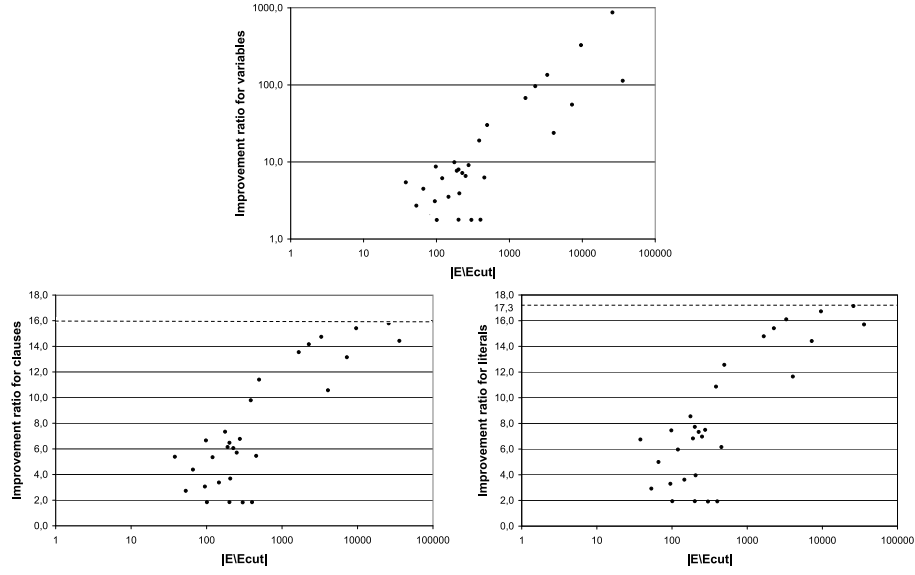 1000,0
100,0
10,0
1,0
Improvement ratio for variables
1 10 100 1000 10000 100000
|E\Ecut|
18,0
16,0
14,0
12,0
10,0
8,0
6,0
4,0
2,0
0,0
Improvement ratio for clauses
1 10 100 1000 10000 100000
|E\Ecut|
18,0
17,3
16,0
14,0
12,0
10,0
8,0
6,0
4,0
2,0
0,0
Improvement ratio for literals
1 10 100 1000 10000 100000
|E\Ecut|